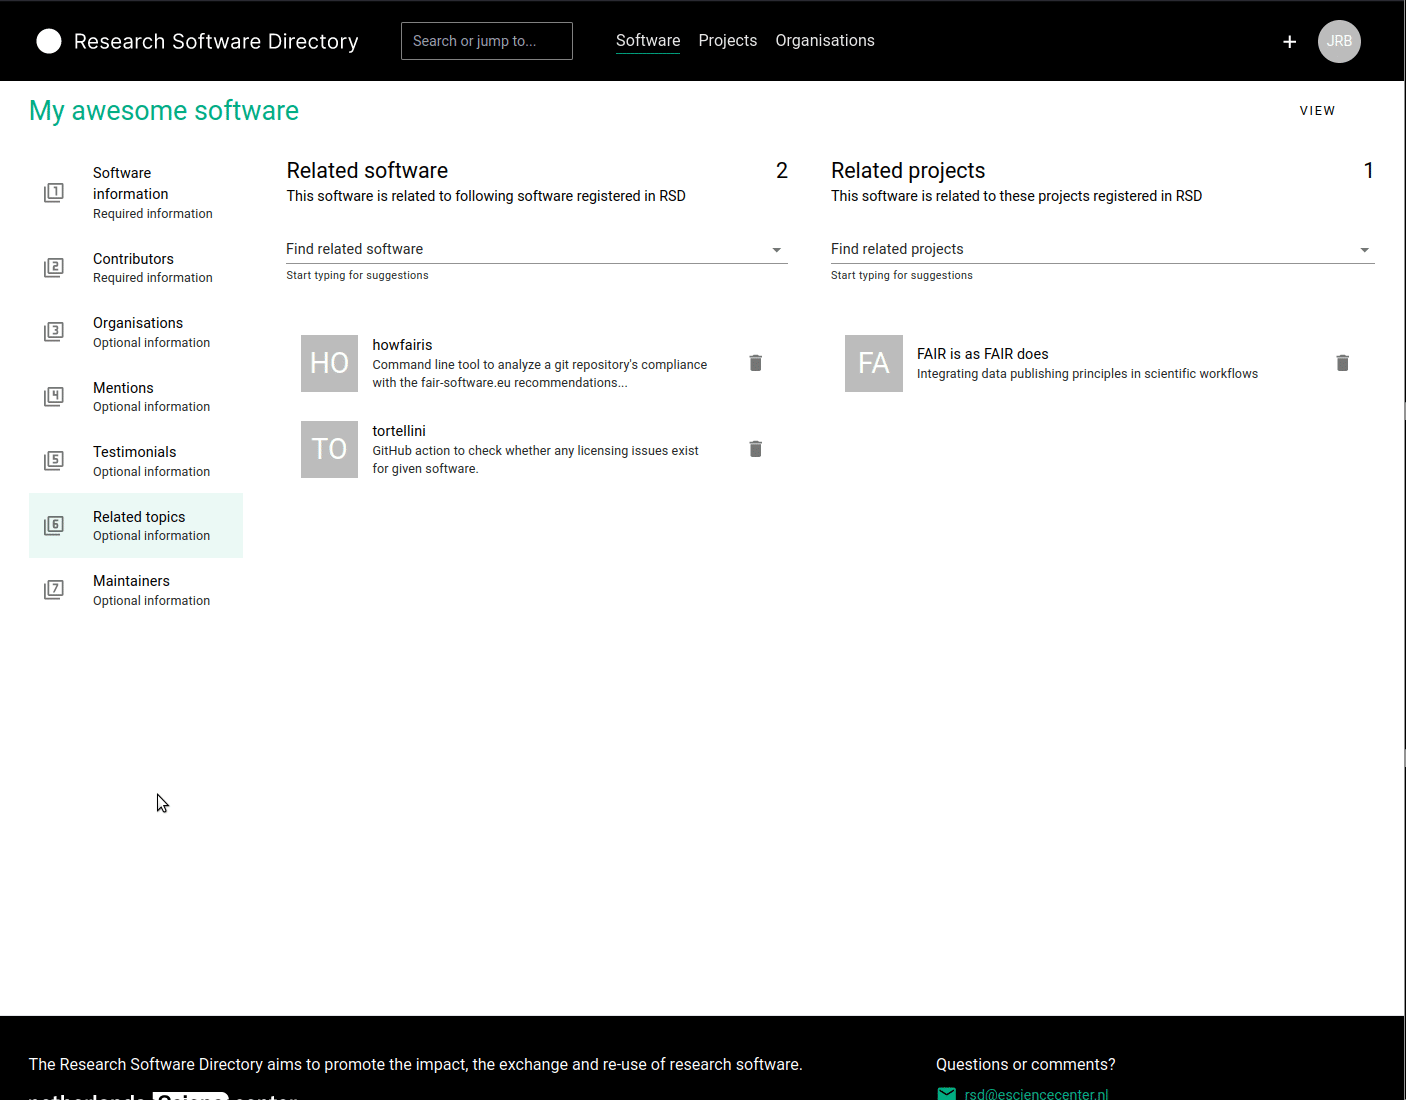 Research Software Directory
Search or jump to...
Software Projects Organisations
+
JRB
My awesome software
VIEW
1
Software
information
Required information
2
Contributors
Required information
3
Organisations
Optional information
4
Mentions
Optional information
5
Testimonials
Optional information
6
Related topics
Optional information
7
Maintainers
Optional information
Related software 2
This software is related to following software registered in RSD
Find related software
Start typing for suggestions
HO
howfairis
Command line tool to analyze a git repository's compliance
with the fair-software.eu recommendations...
TO
tortellini
GitHub action to check whether any licensing issues exist
for given software.
Related projects 1
This software is related to these projects registered in RSD
Find related projects
Start typing for suggestions
FA
FAIR is as FAIR does
Integrating data publishing principles in scientific workflows
The Research Software Directory aims to promote the impact, the exchange and re-use of research software.
Questions or comments?
rsd@esciencecenter.nl